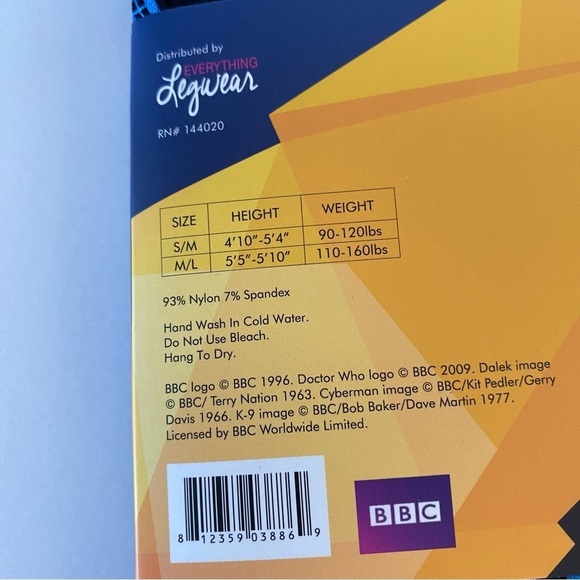 Distributed by
EVERYTHING
Legwear
RN# 144020
SIZE HEIGHT WEIGHT
S/M 4'10"-5'4" 90-120lbs
M/L 5'5"-5'10" 110-160lbs
93% Nylon 7% Spandex
Hand Wash In Cold Water.
Do Not Use Bleach.
Hang To Dry.
BBC logo © BBC 1996. Doctor Who logo © BBC 2009. Dalek image
© BBC/ Terry Nation 1963. Cyberman image © BBC/Kit Pedler/Gerry
Davis 1966. K-9 image © BBC/Bob Baker/Dave Martin 1977.
Licensed by BBC Worldwide Limited.
8 12359 03886 9
BBC